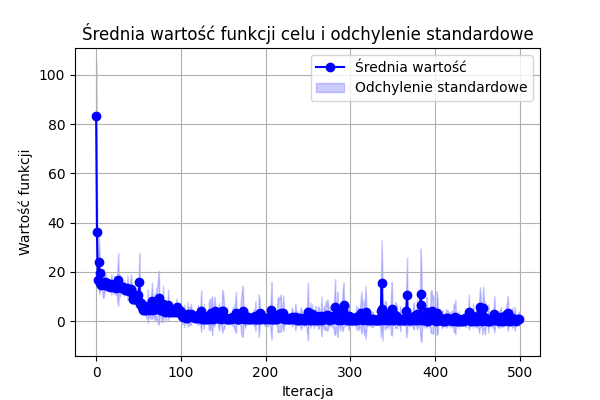 Średnia wartość funkcji celu i odchylenie standardowe
Średnia wartość
Odchylenie standardowe
Wartość funkcji
100
80
60
40
20
0
0 100 200 300 400 500
Iteracja